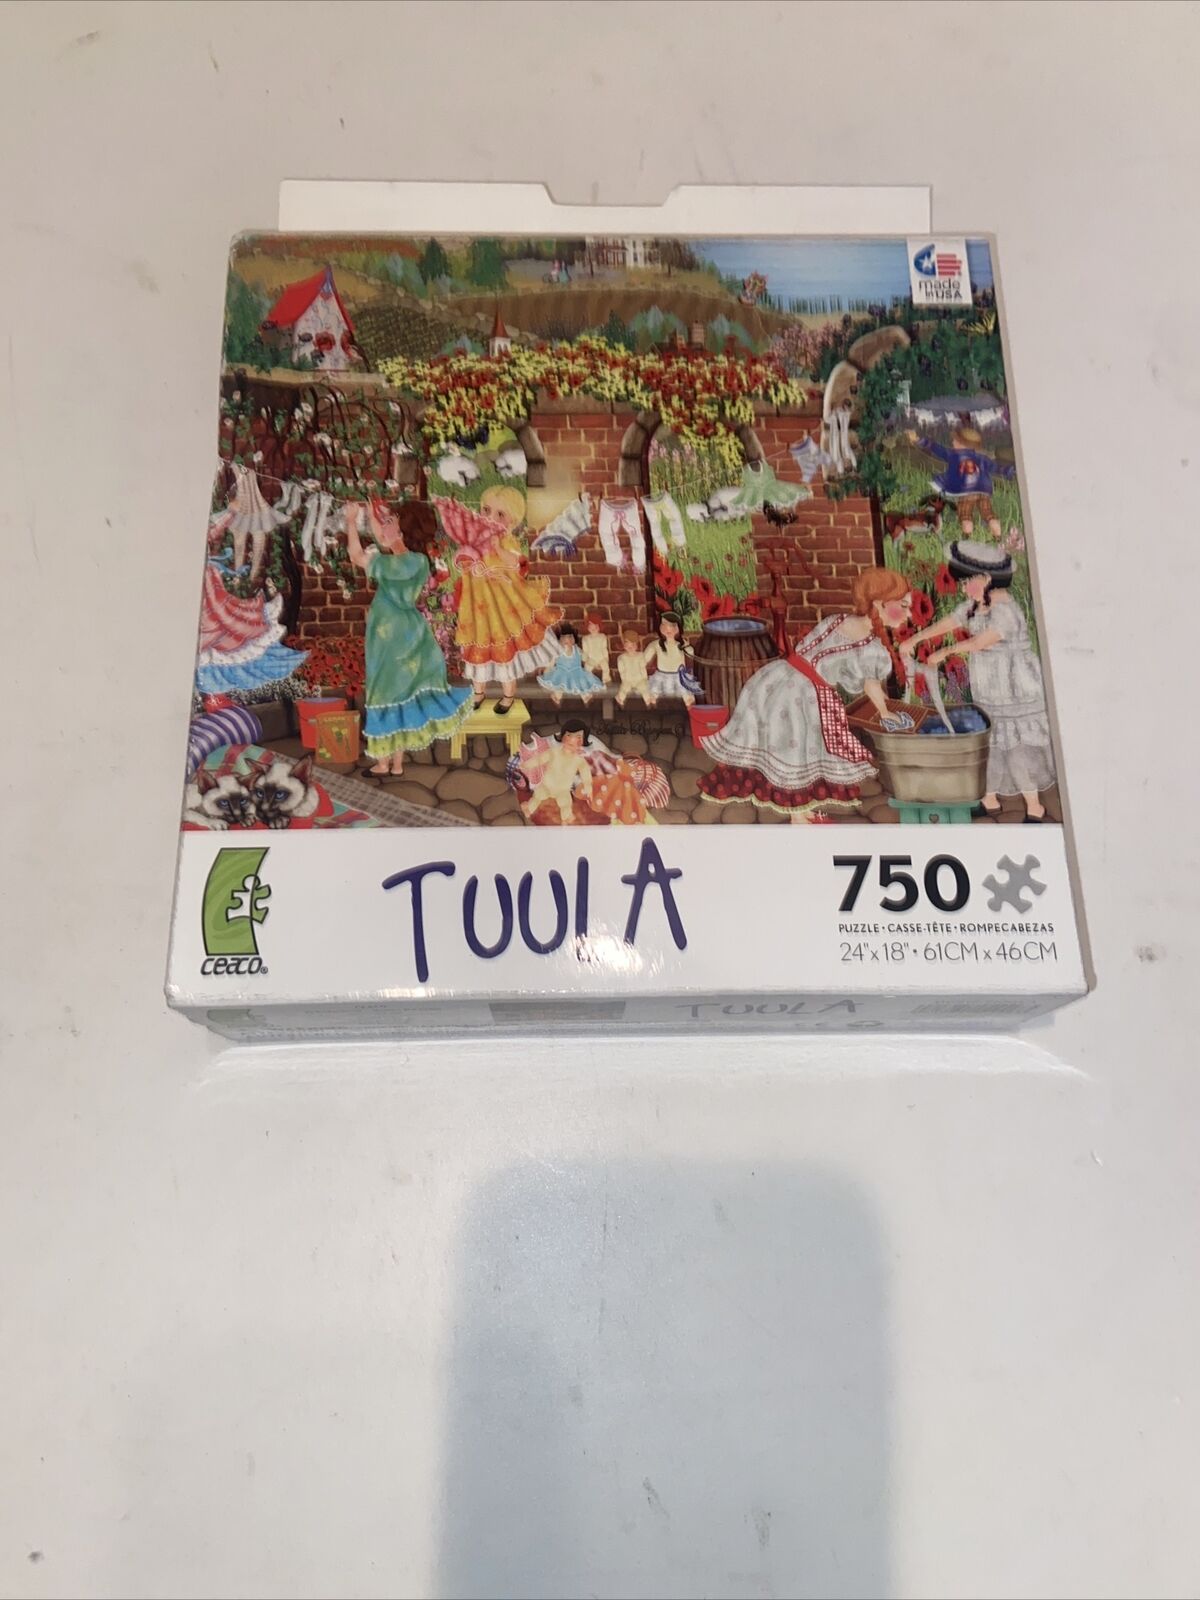 made
in USA
TUULA
750
PUZZLE • CASSE-TÊTE • ROMPECABEZAS
24"x18" • 61CM x 46CM
ceaco®
TUULA